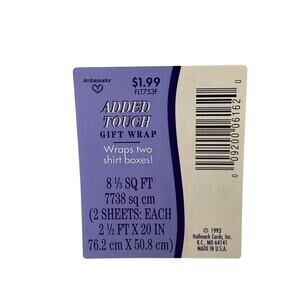 Ambassador
$1.99
FLT753F
ADDED
TOUCH
GIFT WRAP
Wraps two
shirt boxes!
8 ⅓ SQ FT
7738 sq cm
(2 SHEETS: EACH
2 ½ FT X 20 IN
76.2 cm X 50.8 cm)
0 09200 06162 0
© 1993
Hallmark Cards, Inc.
K.C., MO 64141
MADE IN U.S.A.